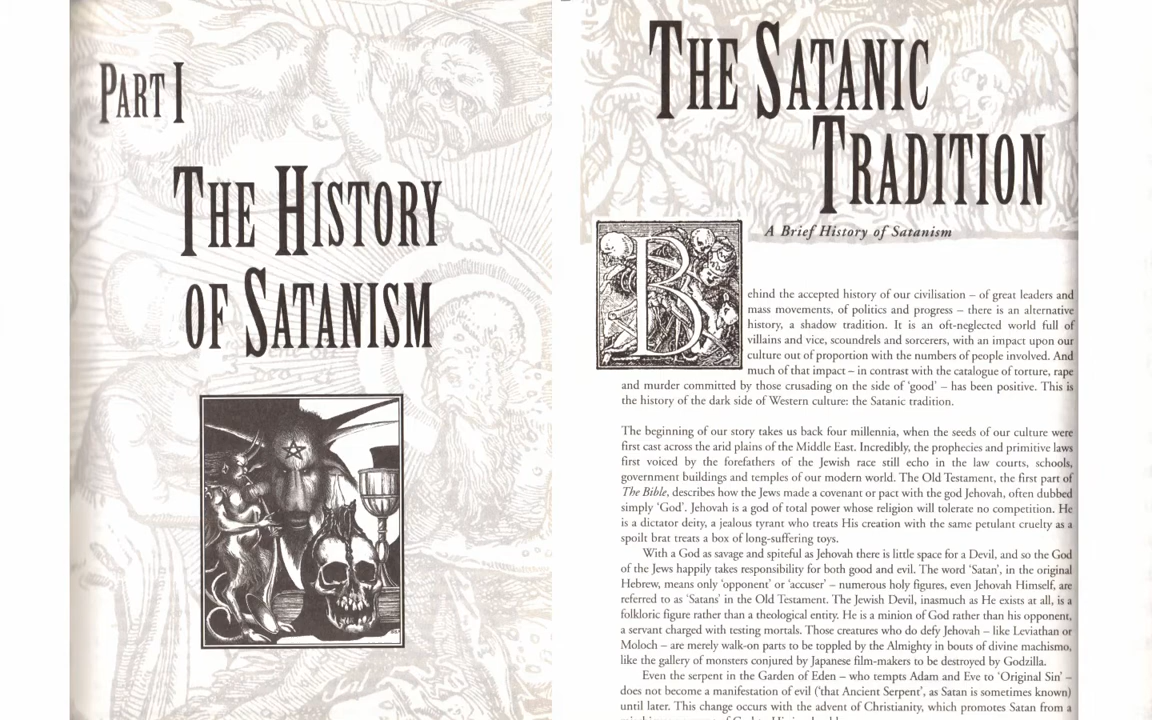 PART I
THE HISTORY
OF SATANISM
THE SATANIC
TRADITION
A Brief History of Satanism
Behind the accepted history of our civilisation – of great leaders and
mass movements, of politics and progress – there is an alternative
history, a shadow tradition. It is an oft-neglected world full of
villains and vice, scoundrels and sorcerers, with an impact upon our
culture out of proportion with the numbers of people involved. And
much of that impact – in contrast with the catalogue of torture, rape
and murder committed by those crusading on the side of 'good' – has been positive. This is
the history of the dark side of Western culture: the Satanic tradition.
The beginning of our story takes us back four millennia, when the seeds of our culture were
first cast across the arid plains of the Middle East. Incredibly, the prophecies and primitive laws
first voiced by the forefathers of the Jewish race still echo in the law courts, schools,
government buildings and temples of our modern world. The Old Testament, the first part of
The Bible, describes how the Jews made a covenant or pact with the god Jehovah, often dubbed
simply 'God'. Jehovah is a god of total power whose religion will tolerate no competition. He
is a dictator deity, a jealous tyrant who treats His creation with the same petulant cruelty as a
spoilt brat treats a box of long-suffering toys.
With a God as savage and spiteful as Jehovah there is little space for a Devil, and so the God
of the Jews happily takes responsibility for both good and evil. The word 'Satan', in the original
Hebrew, means only 'opponent' or 'accuser' – numerous holy figures, even Jehovah Himself, are
referred to as 'Satans' in the Old Testament. The Jewish Devil, inasmuch as He exists at all, is a
folkloric figure rather than a theological entity. He is a minion of God rather than his opponent,
a servant charged with testing mortals. Those creatures who do defy Jehovah – like Leviathan or
Moloch – are merely walk-on parts to be toppled by the Almighty in bouts of divine machismo,
like the gallery of monsters conjured by Japanese film-makers to be destroyed by Godzilla.
Even the serpent in the Garden of Eden – who tempts Adam and Eve to 'Original Sin' –
does not become a manifestation of evil ('that Ancient Serpent', as Satan is sometimes known)
until later. This change occurs with the advent of Christianity, which promotes Satan from a